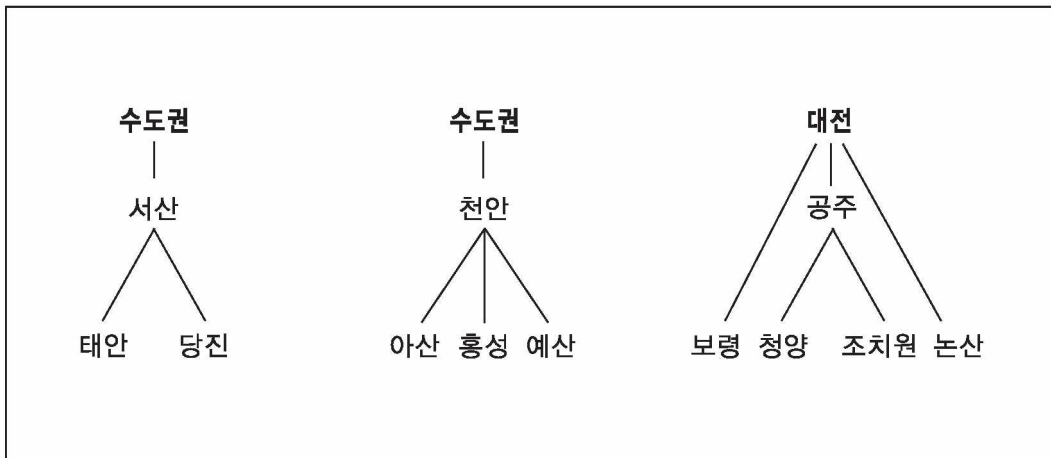 수도권 수도권 대전
서산 천안 공주
태안 당진 아산 홍성 예산 보령 청양 조치원 논산